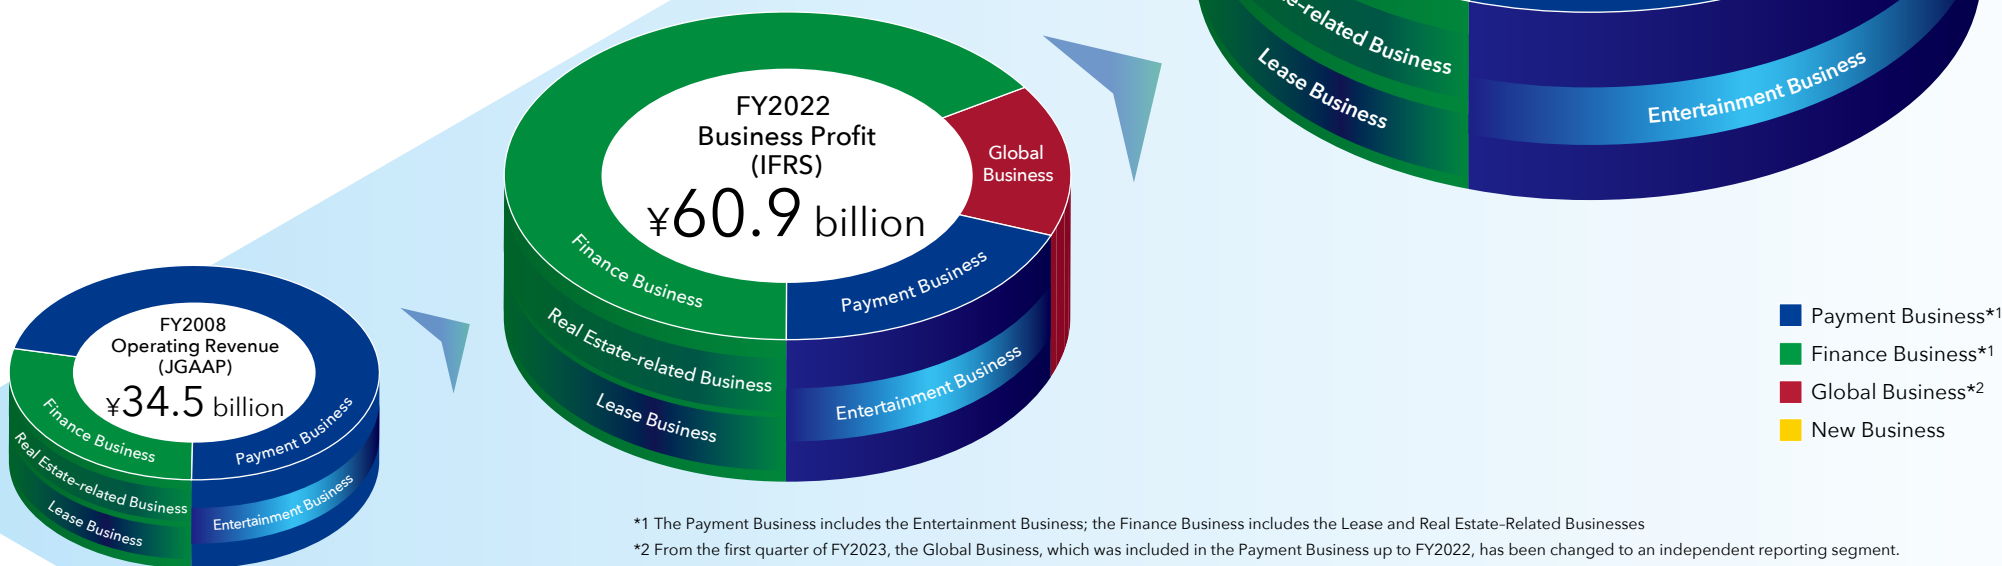 FY2008
Operating Revenue
(JGAAP)
¥34.5 billion
Finance Business
Payment Business
Real Estate-related Business
Lease Business
Entertainment Business
FY2022
Business Profit
(IFRS)
¥60.9 billion
Global
Business
Finance Business
Payment Business
Real Estate-related Business
Lease Business
Entertainment Business
e-related Business
Lease Business
Entertainment Business
Payment Business*1
Finance Business*1
Global Business*2
New Business
*1 The Payment Business includes the Entertainment Business; the Finance Business includes the Lease and Real Estate–Related Businesses
*2 From the first quarter of FY2023, the Global Business, which was included in the Payment Business up to FY2022, has been changed to an independent reporting segment.